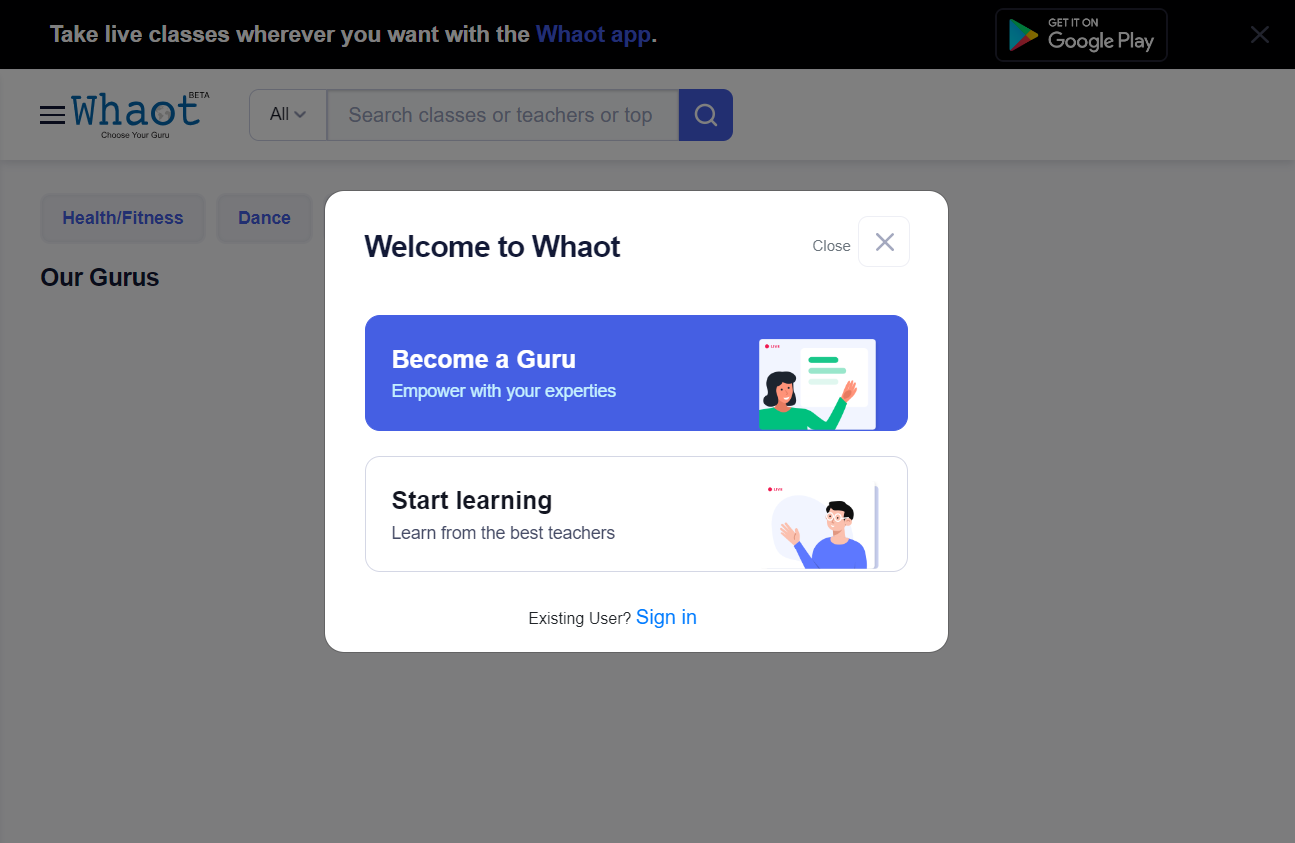 Take live classes wherever you want with the Whaot app.
GET IT ON
Google Play
Whaot BETA
Choose Your Guru
All
Search classes or teachers or top
Health/Fitness
Dance
Our Gurus
Welcome to Whaot
Close
Become a Guru
Empower with your experties
LIVE
Start learning
Learn from the best teachers
LIVE
Existing User? Sign in